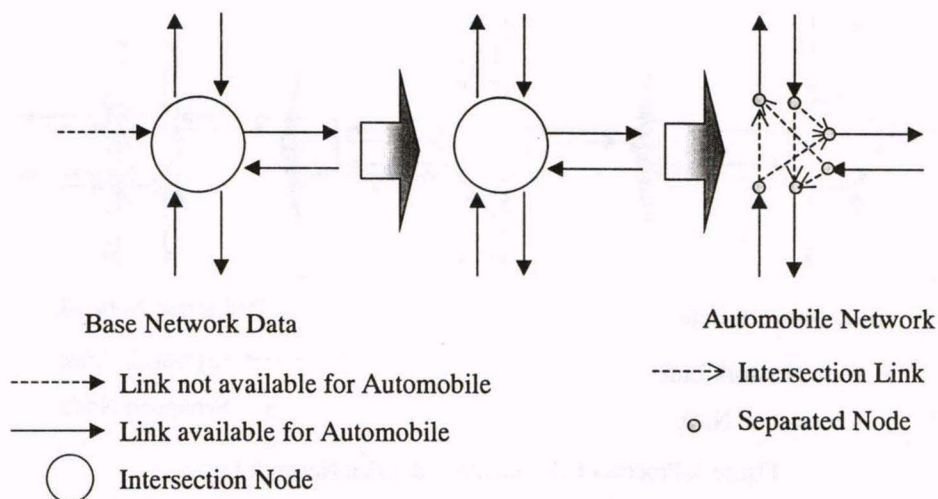 Base Network Data
Link not available for Automobile
Link available for Automobile
Intersection Node
Automobile Network
Intersection Link
Separated Node